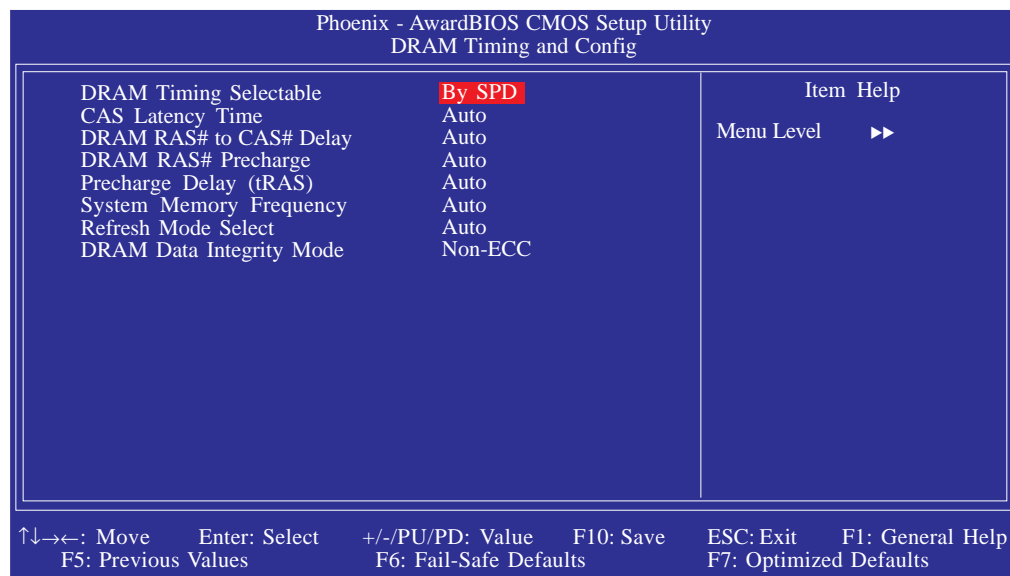 Phoenix - AwardBIOS CMOS Setup Utility
DRAM Timing and Config
DRAM Timing Selectable By SPD
CAS Latency Time Auto
DRAM RAS# to CAS# Delay Auto
DRAM RAS# Precharge Auto
Precharge Delay (tRAS) Auto
System Memory Frequency Auto
Refresh Mode Select Auto
DRAM Data Integrity Mode Non-ECC
Item Help
Menu Level ▶▶
↑↓→←: Move Enter: Select +/-/PU/PD: Value F10: Save ESC: Exit F1: General Help
F5: Previous Values F6: Fail-Safe Defaults F7: Optimized Defaults